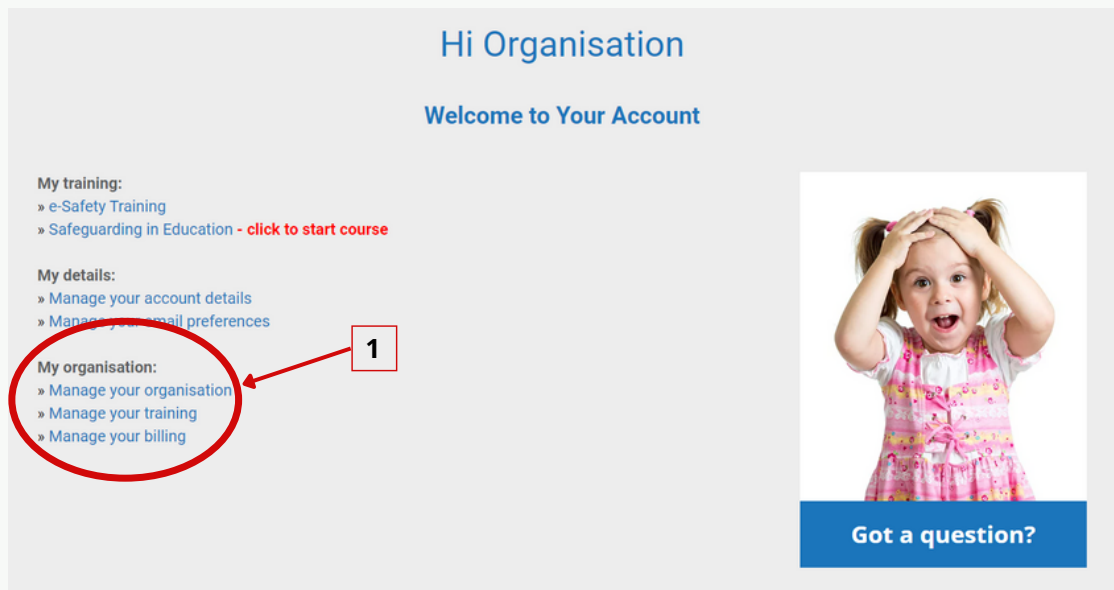 Hi Organisation
Welcome to Your Account
My training:
» e-Safety Training
» Safeguarding in Education - click to start course
My details:
» Manage your account details
» Manage your email preferences
1
My organisation:
» Manage your organisation
» Manage your training
» Manage your billing
Got a question?